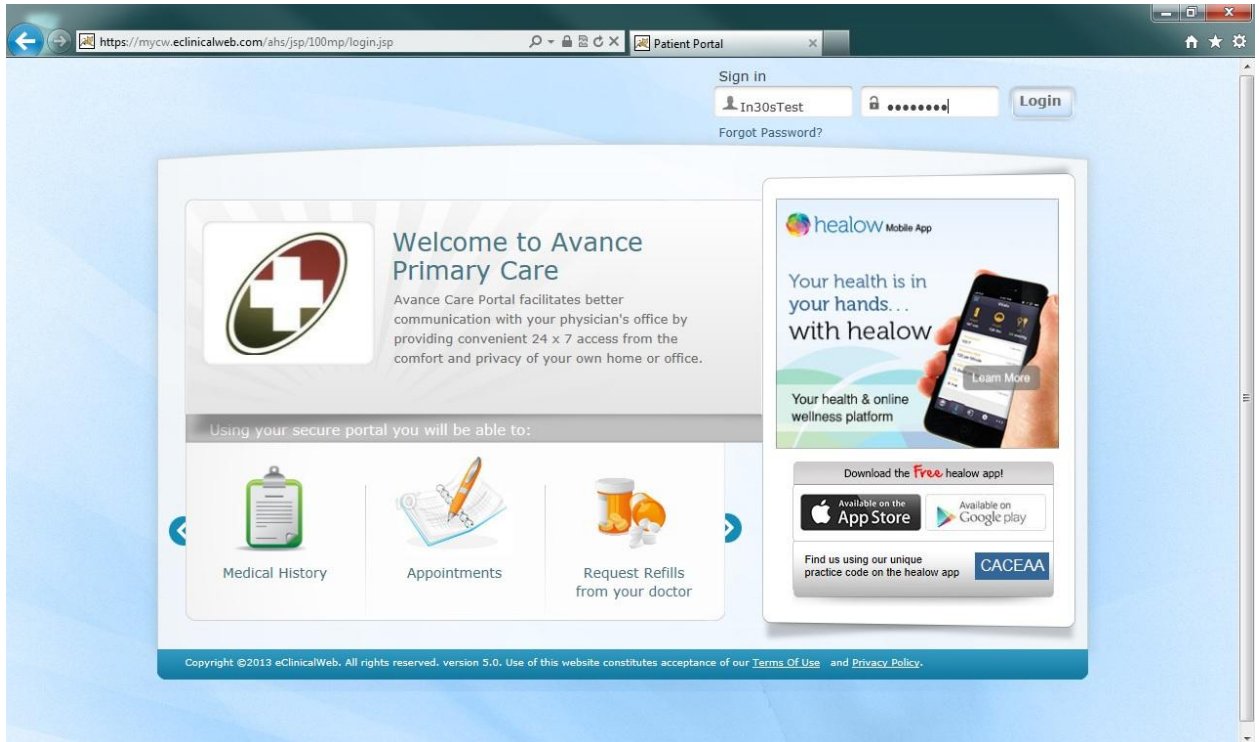 https://mycw.eclinicalweb.com/ahs/jsp/100mp/login.jsp
Patient Portal
Sign in
In30sTest
••••••••
Login
Forgot Password?
Welcome to Avance
Primary Care
Avance Care Portal facilitates better
communication with your physician's office by
providing convenient 24 x 7 access from the
comfort and privacy of your own home or office.
Using your secure portal you will be able to:
Medical History
Appointments
Request Refills
from your doctor
healow Mobile App
Your health is in
your hands...
with healow
Learn More
Your health & online
wellness platform
Download the Free healow app!
Available on the
App Store
Available on
Google play
Find us using our unique
practice code on the healow app
CACEAA
Copyright ©2013 eClinicalWeb. All rights reserved. version 5.0. Use of this website constitutes acceptance of our Terms Of Use and Privacy Policy.